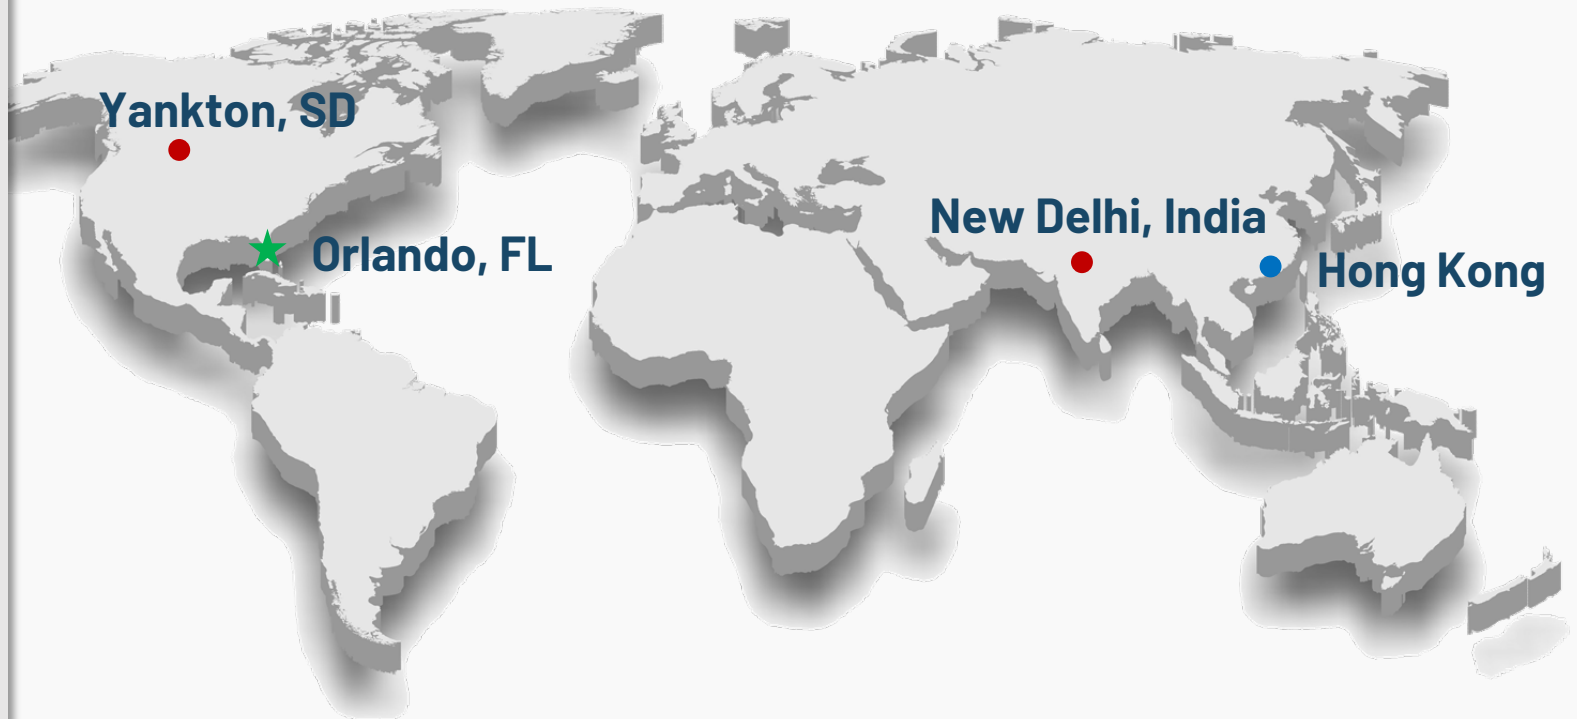 Yankton, SD
Orlando, FL
New Delhi, India
Hong Kong